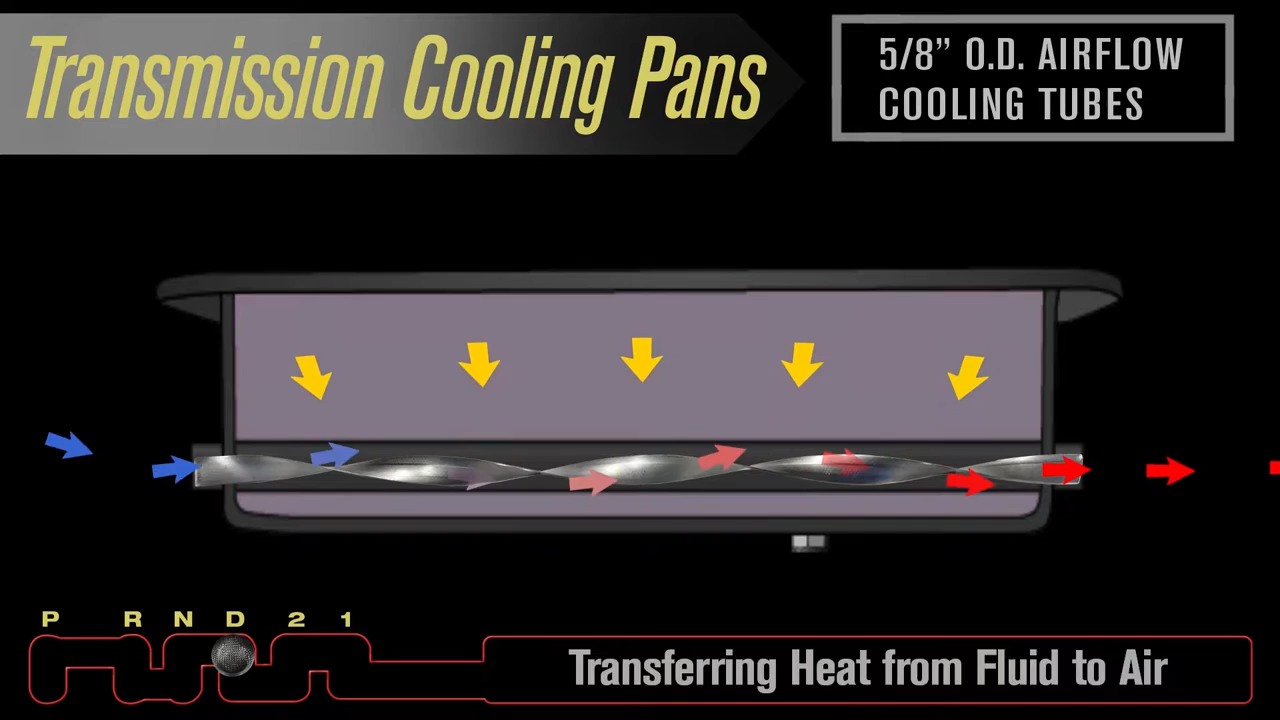 Transmission Cooling Pans
5/8” O.D. AIRFLOW
COOLING TUBES
P R N D 2 1
Transferring Heat from Fluid to Air